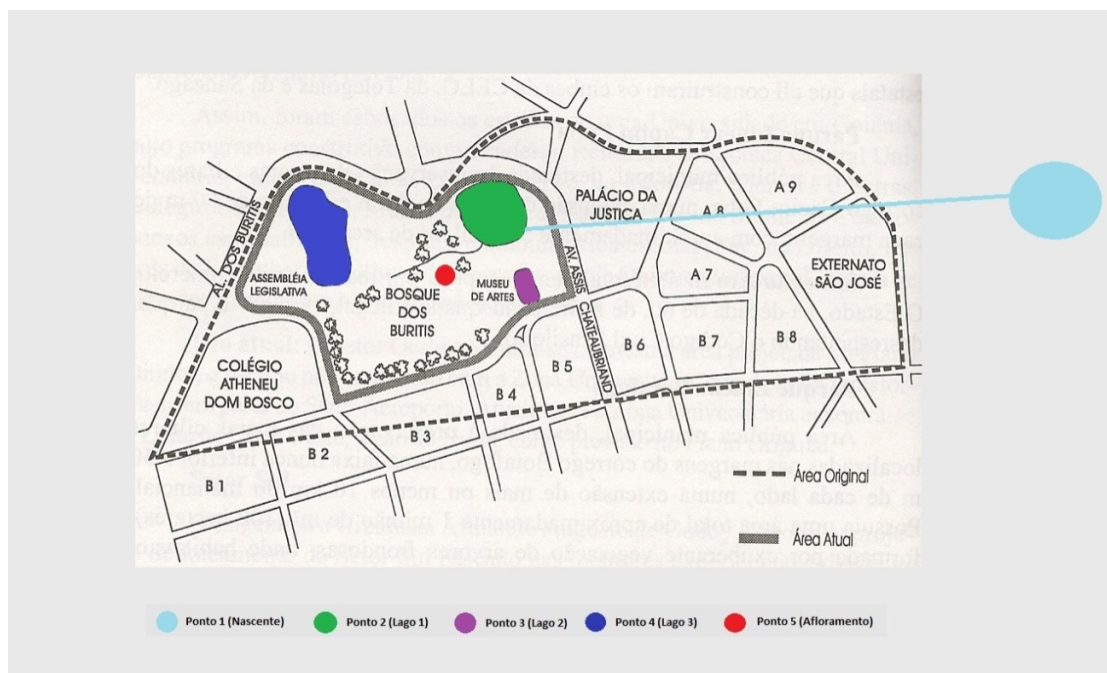 PALÁCIO DA
JUSTIÇA
A 9
A 8
AL. DOS BURITIS
AV. ASSIS CHATEAUBRIAND
ASSEMBLÉIA
LEGISLATIVA
BOSQUE
DOS
BURITIS
MUSEU
DE ARTES
A 7
EXTERNATO
SÃO JOSÉ
B 8
B 7
B 6
B 5
COLÉGIO
ATHENEU
DOM BOSCO
B 4
B 3
B 2
B 1
Área Original
Área Atual
Ponto 1 (Nascente)
Ponto 2 (Lago 1)
Ponto 3 (Lago 2)
Ponto 4 (Lago 3)
Ponto 5 (Afloramento)